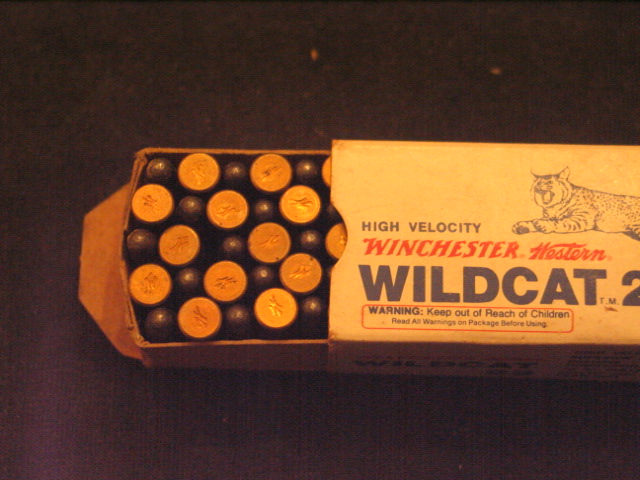 HIGH VELOCITY
WINCHESTER Western
WILDCAT 2
T.M.
WARNING: Keep out of Reach of Children
Read All Warnings on Package Before Using.
WILDCAT